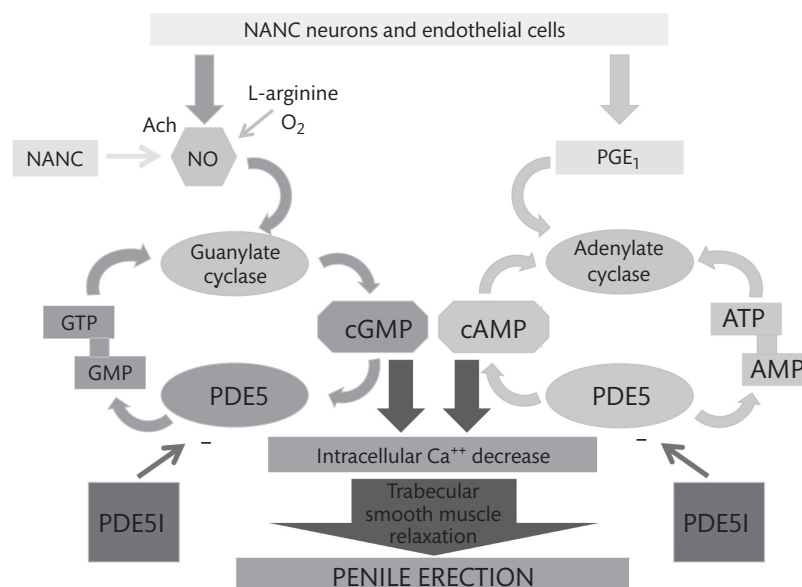 NANC neurons and endothelial cells
L-arginine
O₂
Ach
NANC
NO
PGE₁
Guanylate
cyclase
Adenylate
cyclase
GTP
GMP
cGMP
cAMP
ATP
AMP
PDE5
PDE5
–
–
Intracellular Ca⁺⁺ decrease
PDE5I
PDE5I
Trabecular
smooth muscle
relaxation
PENILE ERECTION